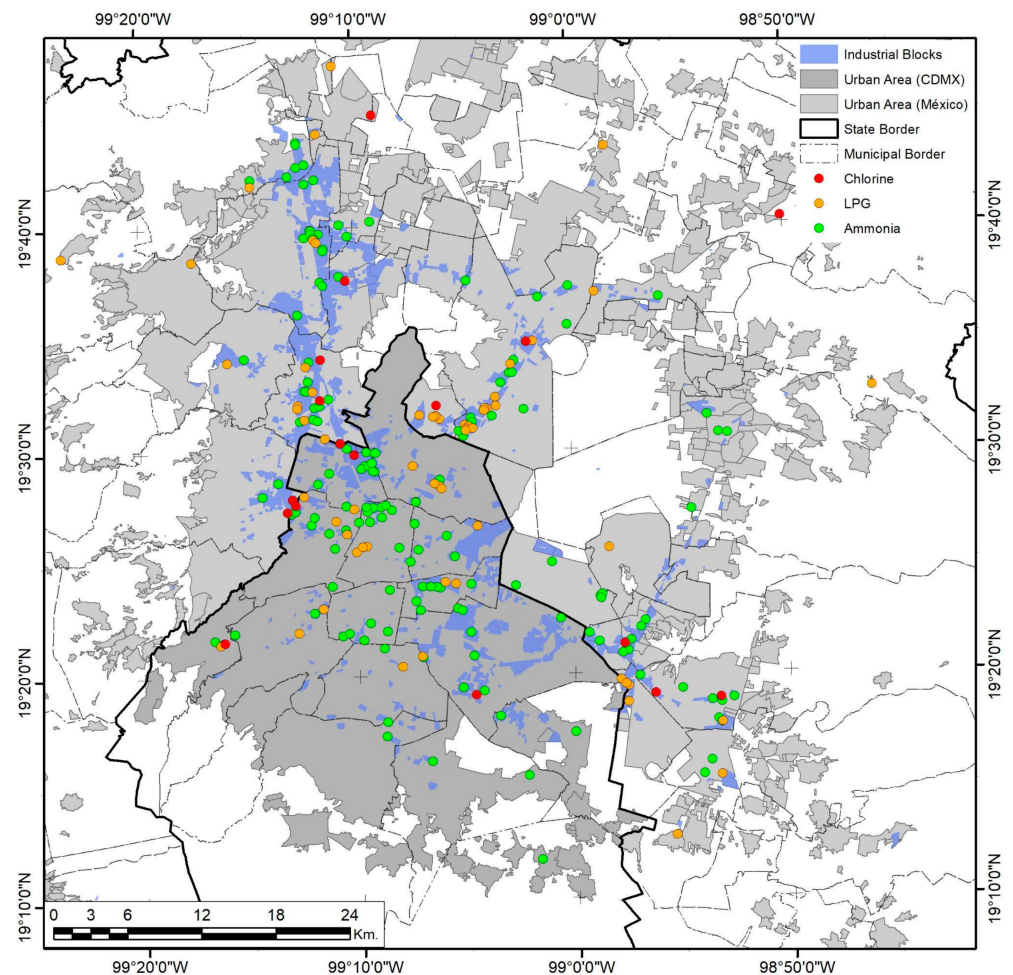 99°20'0"W 99°10'0"W 99°0'0"W 98°50'0"W
Industrial Blocks
Urban Area (CDMX)
Urban Area (México)
State Border
Municipal Border
Chlorine
LPG
Ammonia
19°40'0"N 19°40'0"N
19°30'0"N 19°30'0"N
19°20'0"N 19°20'0"N
19°10'0"N 19°10'0"N
0 3 6 12 18 24
Km.
99°20'0"W 99°10'0"W 99°0'0"W 98°50'0"W